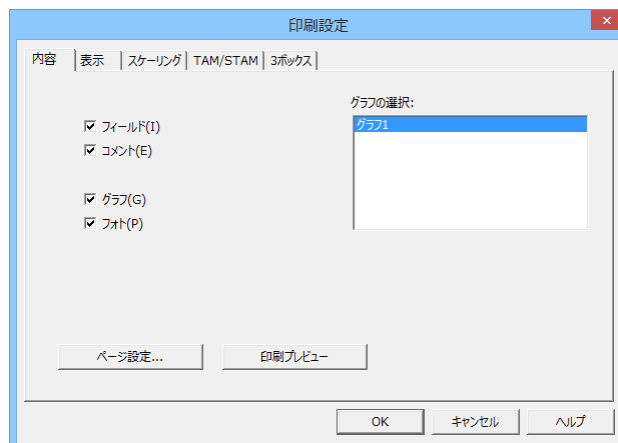 印刷設定
内容 表示 スケーリング TAM/STAM 3ボックス
グラフの選択:
グラフ1
フィールド(I)
コメント(E)
グラフ(G)
フォト(P)
ページ設定... 印刷プレビュー
OK キャンセル ヘルプ